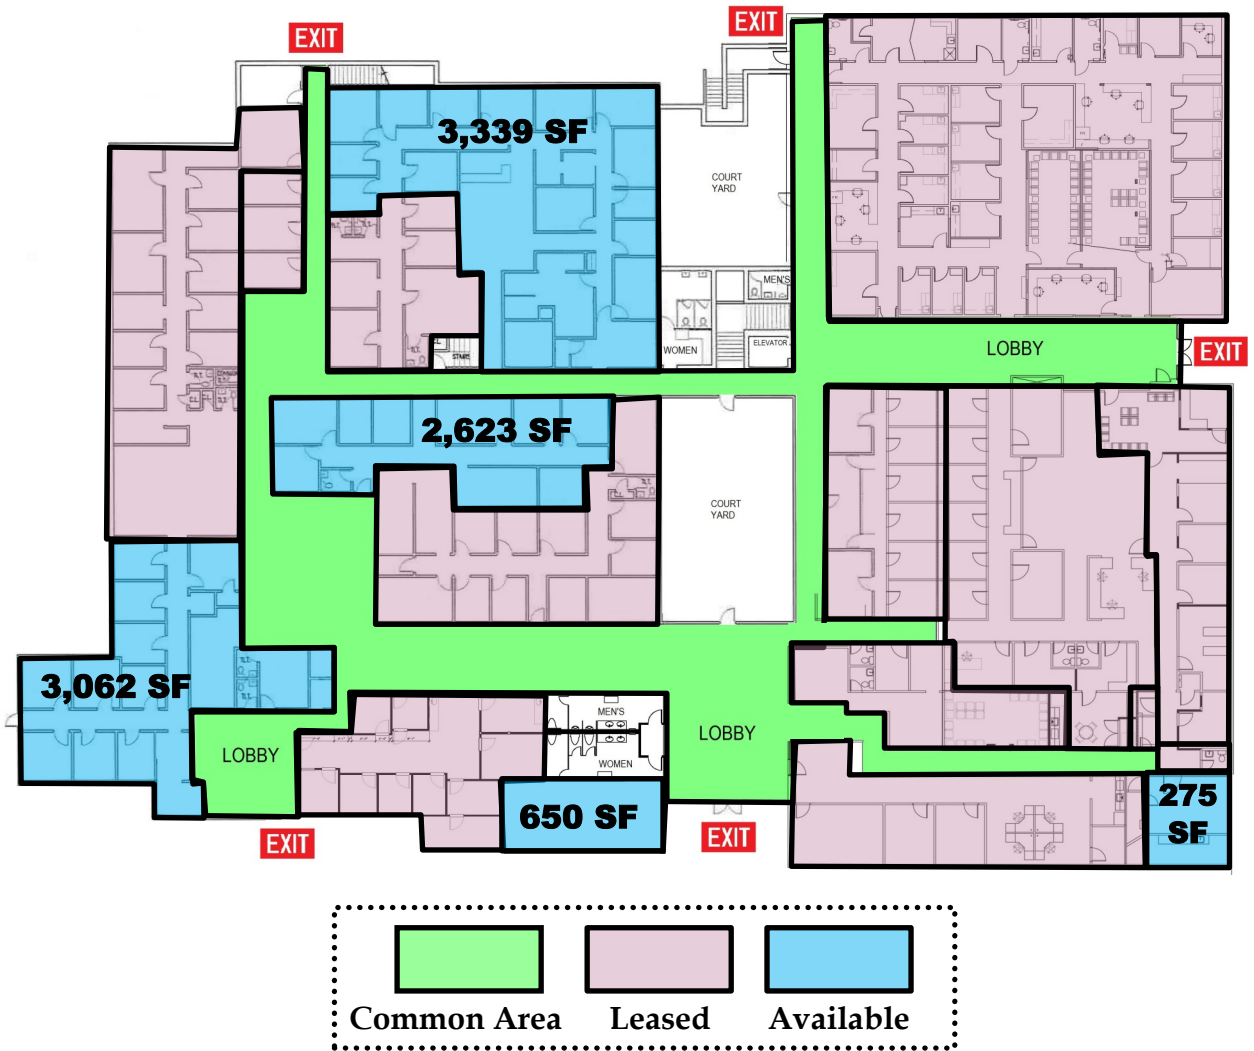 EXIT
EXIT
3,339 SF
COURT
YARD
MEN'S
WOMEN
ELEVATOR
STAIRS
LOBBY
EXIT
2,623 SF
COURT
YARD
3,062 SF
LOBBY
MEN'S
WOMEN
LOBBY
650 SF
275
SF
EXIT
EXIT
Common Area
Leased
Available